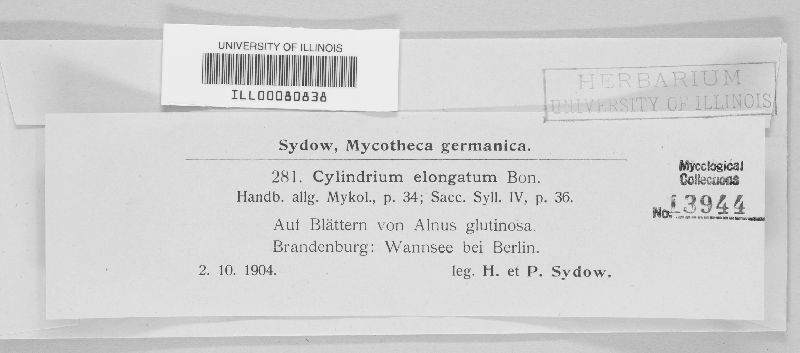 UNIVERSITY OF ILLINOIS
ILL00080838
HERBARIUM
UNIVERSITY OF ILLINOIS
Sydow, Mycotheca germanica.
281. Cylindrium elongatum Bon.
Handb. allg. Mykol., p. 34; Sacc. Syll. IV, p. 36.
Auf Blättern von Alnus glutinosa.
Brandenburg: Wannsee bei Berlin.
2. 10. 1904. leg. H. et P. Sydow.
Mycological
Collections
No. 13944